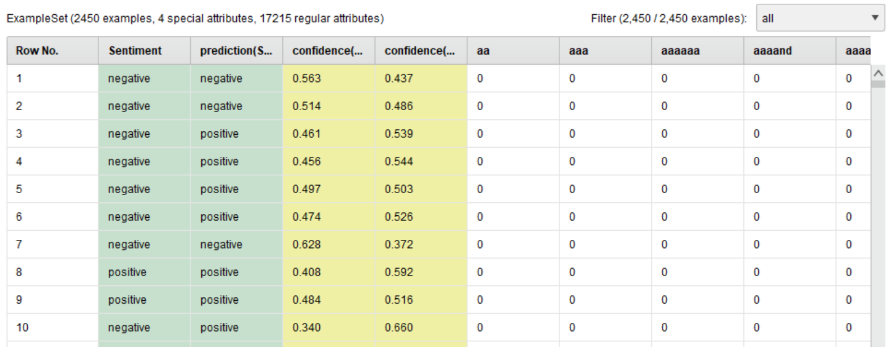 ExampleSet (2450 examples, 4 special attributes, 17215 regular attributes) Filter (2,450 / 2,450 examples): all
Row No. Sentiment prediction(S... confidence(... confidence(... aa aaa aaaaaa aaaand aaaa
1 negative negative 0.563 0.437 0 0 0 0 0
2 negative negative 0.514 0.486 0 0 0 0 0
3 negative positive 0.461 0.539 0 0 0 0 0
4 negative positive 0.456 0.544 0 0 0 0 0
5 negative positive 0.497 0.503 0 0 0 0 0
6 negative positive 0.474 0.526 0 0 0 0 0
7 negative negative 0.628 0.372 0 0 0 0 0
8 positive positive 0.408 0.592 0 0 0 0 0
9 positive positive 0.484 0.516 0 0 0 0 0
10 negative positive 0.340 0.660 0 0 0 0 0